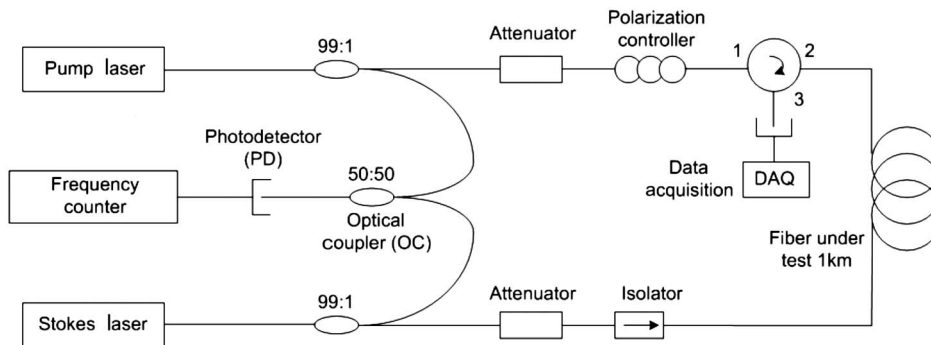 Pump laser
99:1
Attenuator
Polarization
controller
1
2
3
Photodetector
(PD)
Data
acquisition
DAQ
Frequency
counter
50:50
Optical
coupler (OC)
Fiber under
test 1km
Stokes laser
99:1
Attenuator
Isolator